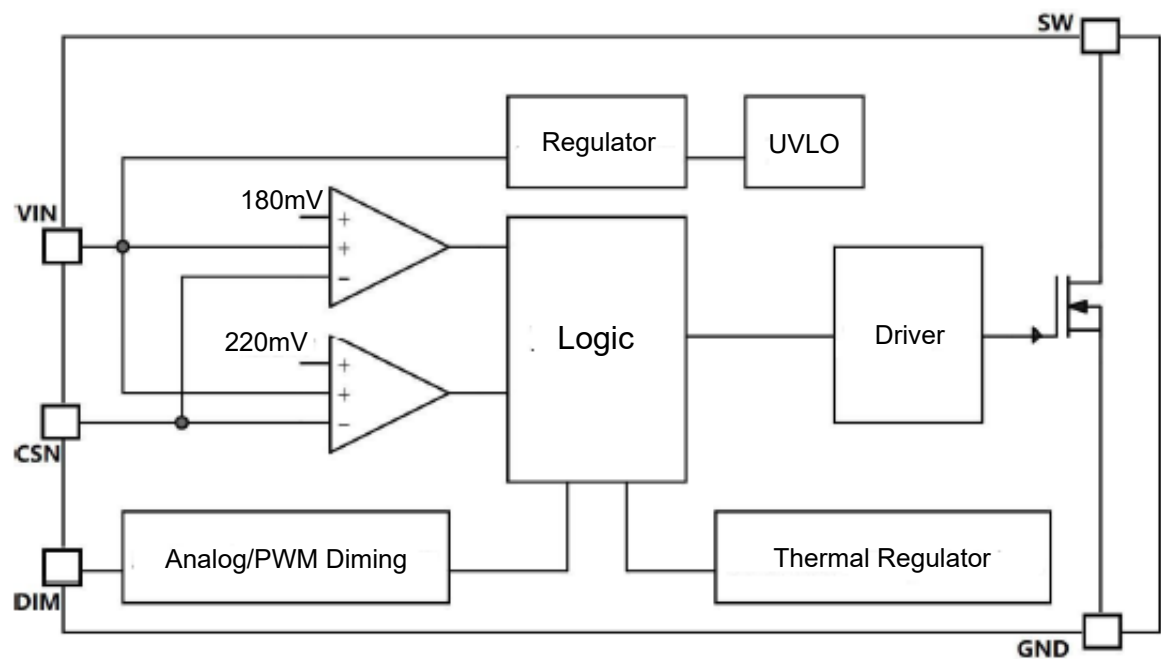 SW
Regulator
UVLO
180mV
VIN
+
+
−
220mV
Logic
Driver
+
+
−
CSN
Analog/PWM Diming
Thermal Regulator
DIM
GND